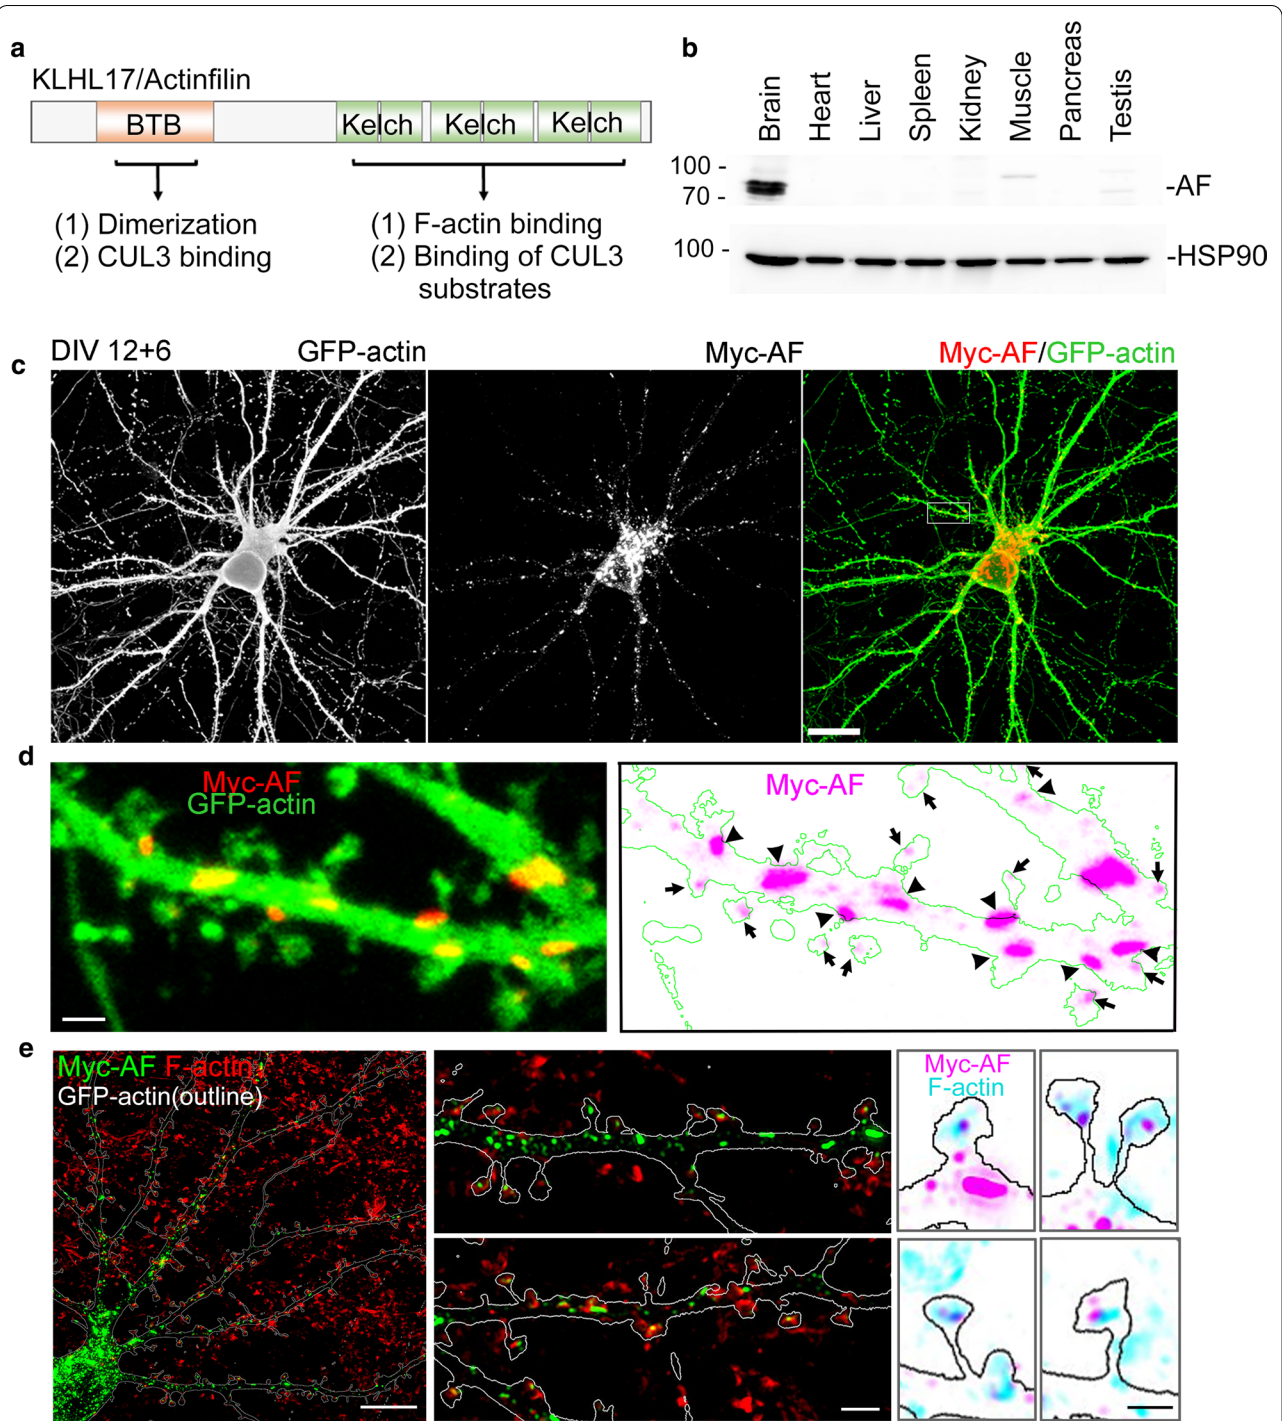 a
KLHL17/Actinfilin
BTB
Kelch
Kelch
Kelch
(1) Dimerization
(2) CUL3 binding
(1) F-actin binding
(2) Binding of CUL3
substrates
b
Brain
Heart
Liver
Spleen
Kidney
Muscle
Pancreas
Testis
100 -
70 -
-AF
100 -
-HSP90
c
DIV 12+6
GFP-actin
Myc-AF
Myc-AF/GFP-actin
d
Myc-AF
GFP-actin
Myc-AF
e
Myc-AF F-actin
GFP-actin(outline)
Myc-AF
F-actin